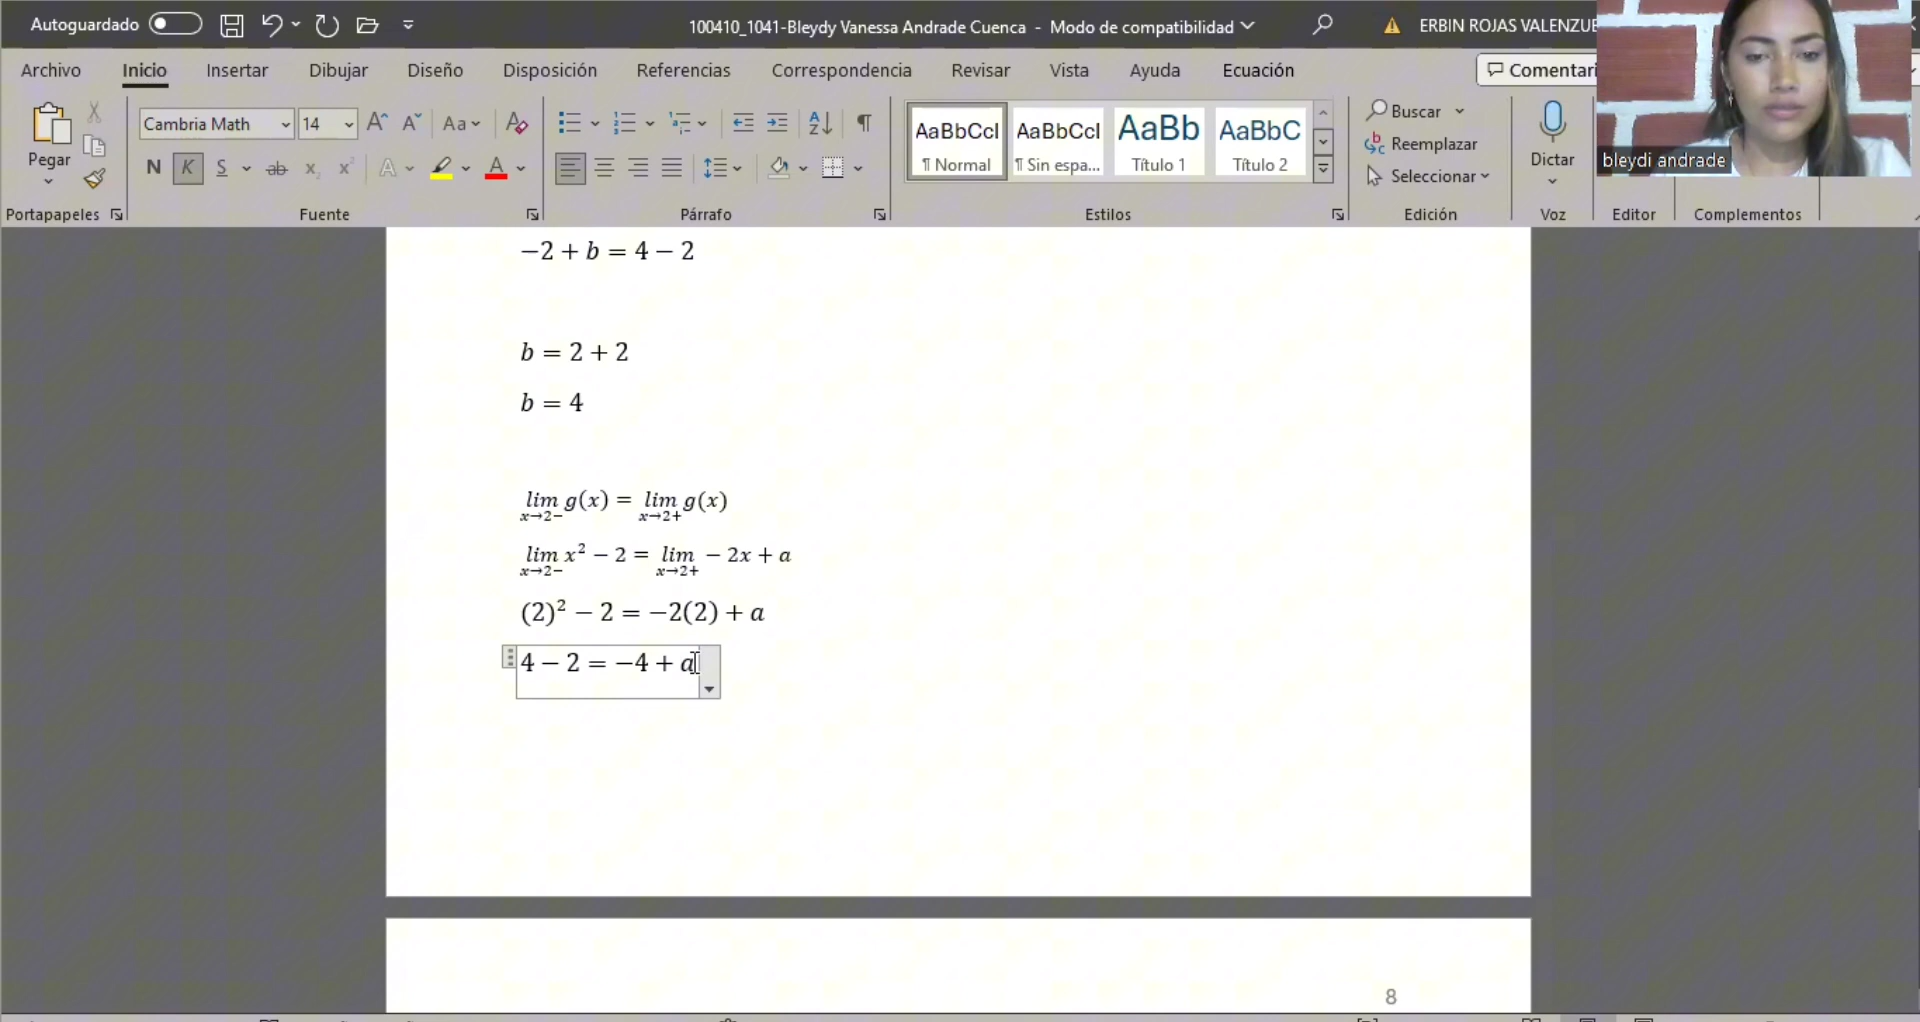 Autoguardado
100410_1041-Bleydy Vanessa Andrade Cuenca - Modo de compatibilidad
ERBIN ROJAS VALENZUE
Archivo Inicio Insertar Dibujar Diseño Disposición Referencias Correspondencia Revisar Vista Ayuda Ecuación Comentari
Pegar
Cambria Math 14 Aa
N K S ab x x²
A A
AaBbCcI AaBbCcI AaBb AaBbC
¶ Normal ¶ Sin espa... Título 1 Título 2
Buscar
Reemplazar
Seleccionar
Dictar
bleydi andrade
Portapapeles Fuente Párrafo Estilos Edición Voz Editor Complementos
−2 + b = 4 − 2
b = 2 + 2
b = 4
lim x→2− g(x) = lim x→2+ g(x)
lim x→2− x² − 2 = lim x→2+ − 2x + a
(2)² − 2 = −2(2) + a
4 − 2 = −4 + a
8